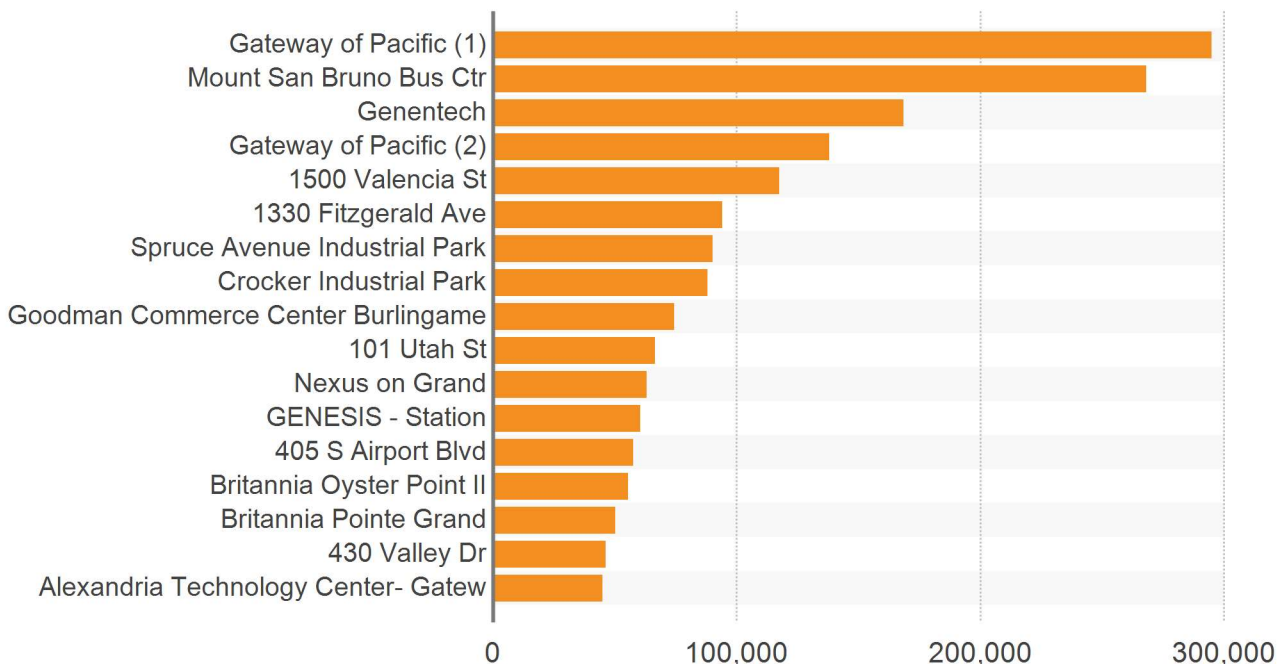 Gateway of Pacific (1)
Mount San Bruno Bus Ctr
Genentech
Gateway of Pacific (2)
1500 Valencia St
1330 Fitzgerald Ave
Spruce Avenue Industrial Park
Crocker Industrial Park
Goodman Commerce Center Burlingame
101 Utah St
Nexus on Grand
GENESIS - Station
405 S Airport Blvd
Britannia Oyster Point II
Britannia Pointe Grand
430 Valley Dr
Alexandria Technology Center- Gatew
0 100,000 200,000 300,000